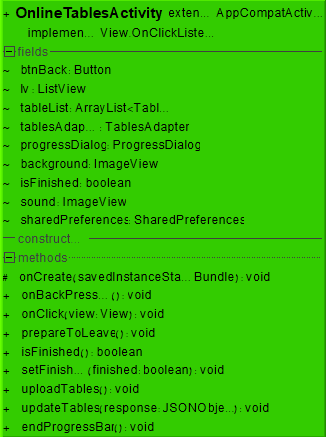 + OnlineTablesActivity exten... AppCompatActiv...
implemen... View.OnClickListe...
fields
~ btnBack: Button
~ lv : ListView
~ tableList: ArrayList<Tabl...
~ tablesAdap... : TablesAdapter
~ progressDialog: ProgressDialog
~ background: ImageView
~ isFinished: boolean
~ sound: ImageView
~ sharedPreferences: SharedPreferences
construct...
methods
# onCreate(savedInstanceSta... Bundle): void
+ onBackPress... (): void
+ onClick(view: View): void
+ prepareToLeave(): void
+ isFinished(): boolean
+ setFinish... (finished: boolean): void
+ uploadTables(): void
+ updateTables(response: JSONObje...): void
+ endProgressBar(): void